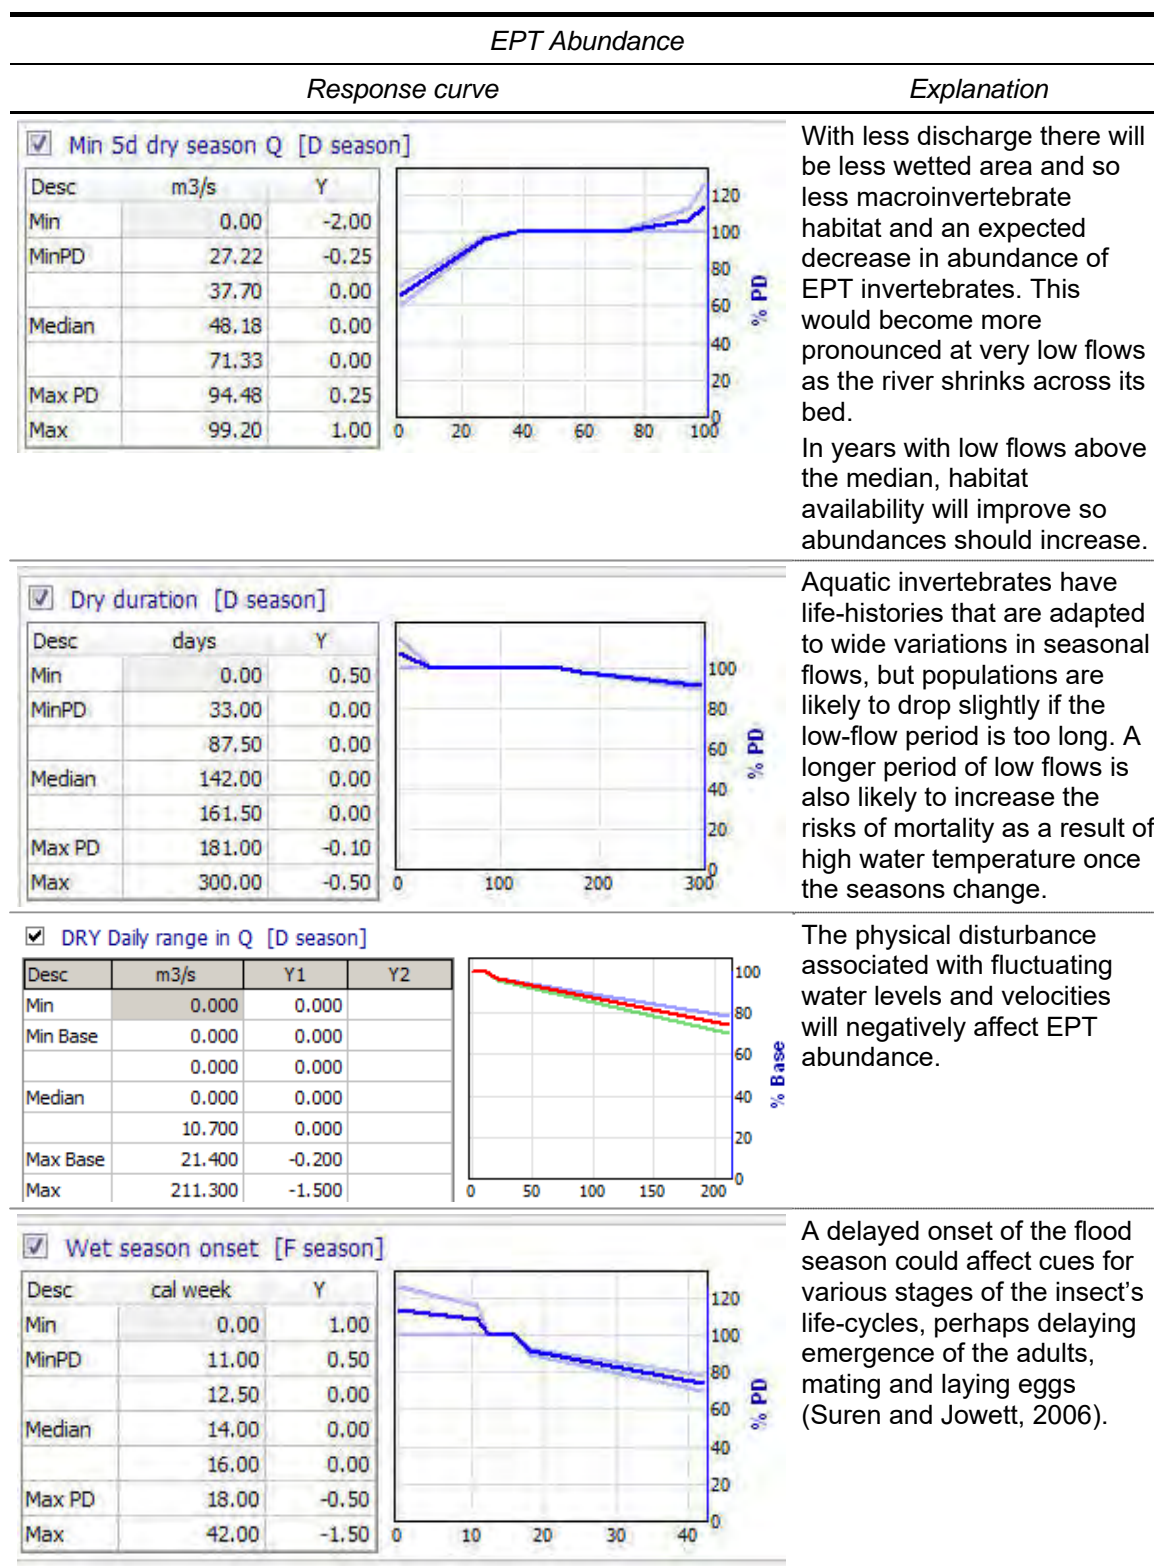 EPT Abundance
Response curve Explanation
Min 5d dry season Q [D season]
Desc m3/s Y
Min 0.00 -2.00
MinPD 27.22 -0.25
37.70 0.00
Median 48.18 0.00
71.33 0.00
Max PD 94.48 0.25
Max 99.20 1.00
120
100
80
60
40
20
0
% PD
0 20 40 60 80 100
With less discharge there will
be less wetted area and so
less macroinvertebrate
habitat and an expected
decrease in abundance of
EPT invertebrates. This
would become more
pronounced at very low flows
as the river shrinks across its
bed.
In years with low flows above
the median, habitat
availability will improve so
abundances should increase.
Dry duration [D season]
Desc days Y
Min 0.00 0.50
MinPD 33.00 0.00
87.50 0.00
Median 142.00 0.00
161.50 0.00
Max PD 181.00 -0.10
Max 300.00 -0.50
100
80
60
40
20
0
% PD
0 100 200 300
Aquatic invertebrates have
life-histories that are adapted
to wide variations in seasonal
flows, but populations are
likely to drop slightly if the
low-flow period is too long. A
longer period of low flows is
also likely to increase the
risks of mortality as a result of
high water temperature once
the seasons change.
DRY Daily range in Q [D season]
Desc m3/s Y1 Y2
Min 0.000 0.000
Min Base 0.000 0.000
0.000 0.000
Median 0.000 0.000
10.700 0.000
Max Base 21.400 -0.200
Max 211.300 -1.500
100
80
60
40
20
0
% Base
0 50 100 150 200
The physical disturbance
associated with fluctuating
water levels and velocities
will negatively affect EPT
abundance.
Wet season onset [F season]
Desc cal week Y
Min 0.00 1.00
MinPD 11.00 0.50
12.50 0.00
Median 14.00 0.00
16.00 0.00
Max PD 18.00 -0.50
Max 42.00 -1.50
120
100
80
60
40
20
0
% PD
0 10 20 30 40
A delayed onset of the flood
season could affect cues for
various stages of the insect’s
life-cycles, perhaps delaying
emergence of the adults,
mating and laying eggs
(Suren and Jowett, 2006).